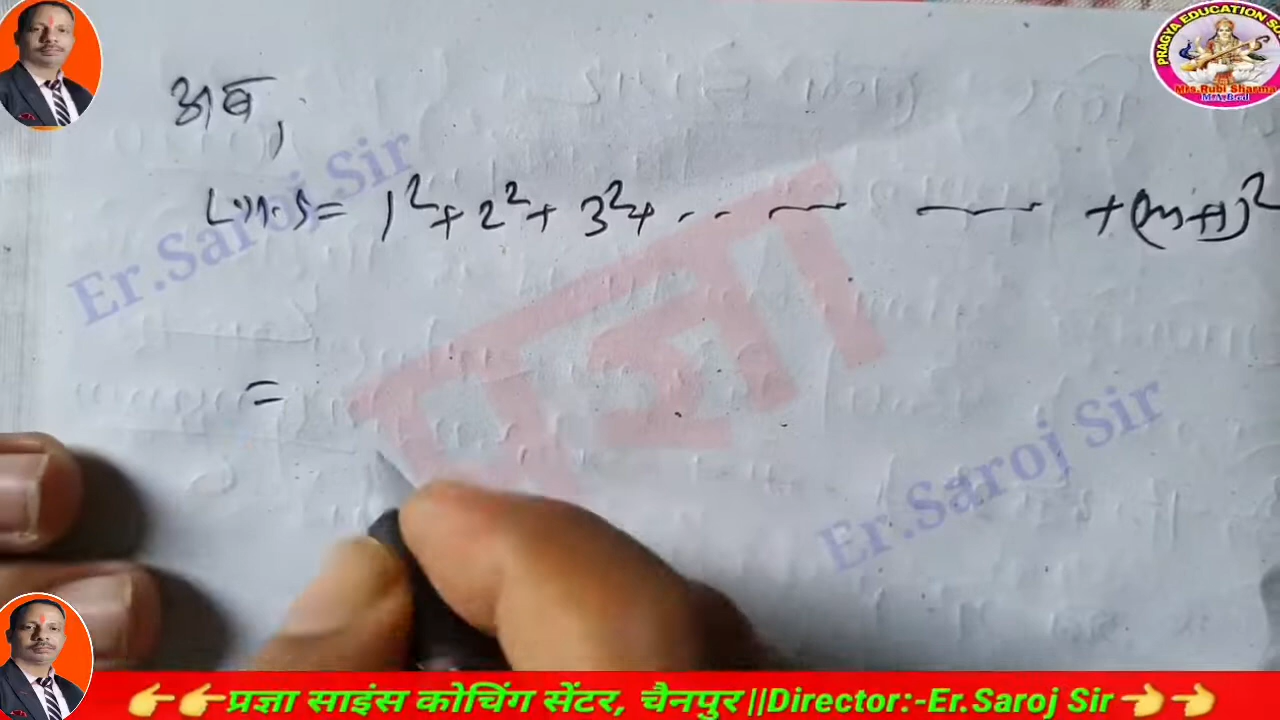 अब,
L.H.S = 1²+2²+3²+ - - — — +(m+1)²
=
Er.Saroj Sir
प्रज्ञा
Er.Saroj Sir
PRAGYA EDUCATION
Mrs.Rubi Sharma
👉👉प्रज्ञा साइंस कोचिंग सेंटर, चैनपुर||Director:-Er.Saroj Sir👈👈